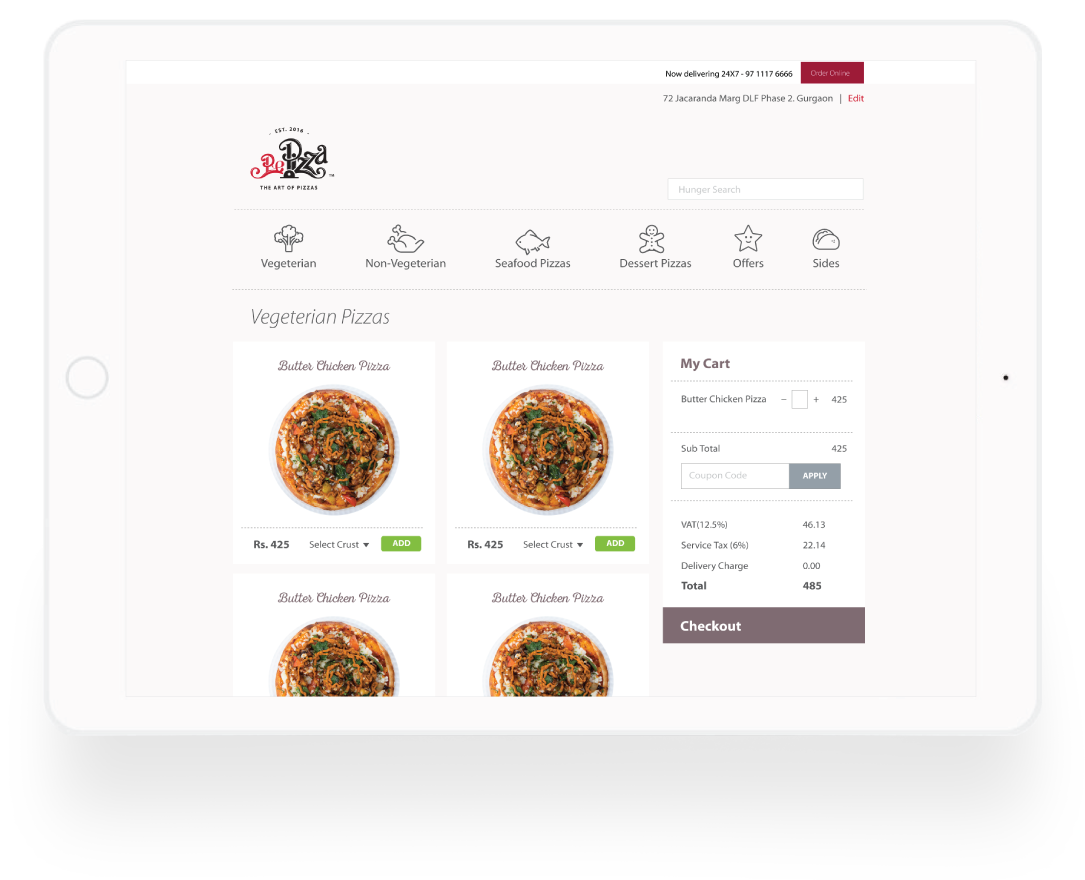 Now delivering 24X7 - 97 1117 6666
Order Online
72 Jacaranda Marg DLF Phase 2. Gurgaon | Edit
- EST. 2016 -
PePizza
TM
THE ART OF PIZZAS
Hunger Search
Vegeterian
Non-Vegeterian
Seafood Pizzas
Dessert Pizzas
Offers
Sides
Vegeterian Pizzas
Butter Chicken Pizza
Rs. 425 Select Crust ADD
Butter Chicken Pizza
Rs. 425 Select Crust ADD
Butter Chicken Pizza
Butter Chicken Pizza
My Cart
Butter Chicken Pizza – + 425
Sub Total 425
Coupon Code APPLY
VAT(12.5%) 46.13
Service Tax (6%) 22.14
Delivery Charge 0.00
Total 485
Checkout